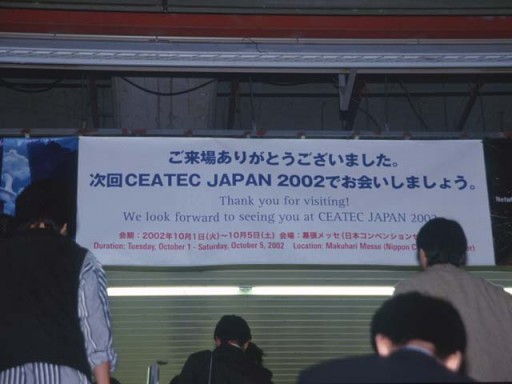 ご来場ありがとうございました。
次回CEATEC JAPAN 2002でお会いしましょう。
Thank you for visiting!
We look forward to seeing you at CEATEC JAPAN 2002
会期：2002年10月1日(火)〜10月5日(土) 会場：幕張メッセ(日本コンベンションセ
Duration: Tuesday, October 1 - Saturday, October 5, 2002 Location: Makuhari Messe (Nippon